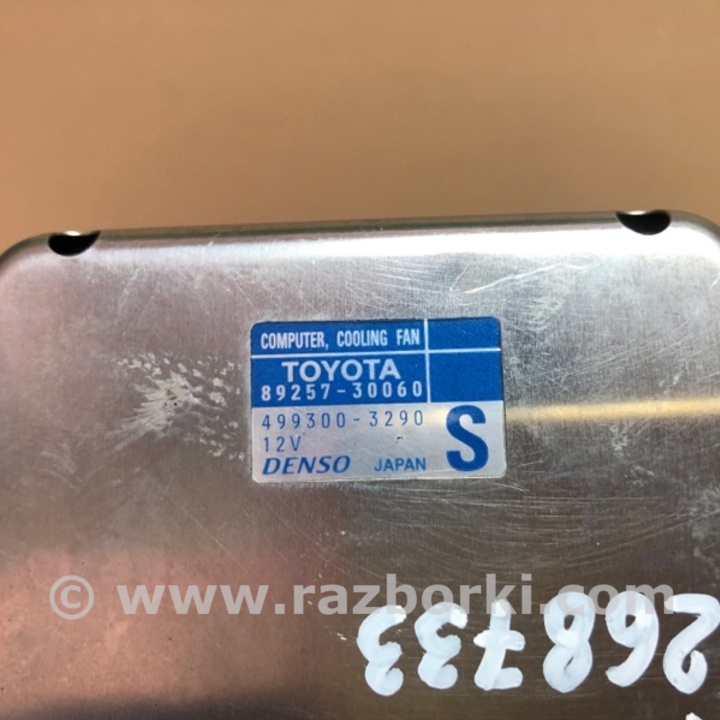 COMPUTER, COOLING FAN
TOYOTA
89257-30060
499300-3290
12V
S
DENSO JAPAN
© www.razborki.com
268733